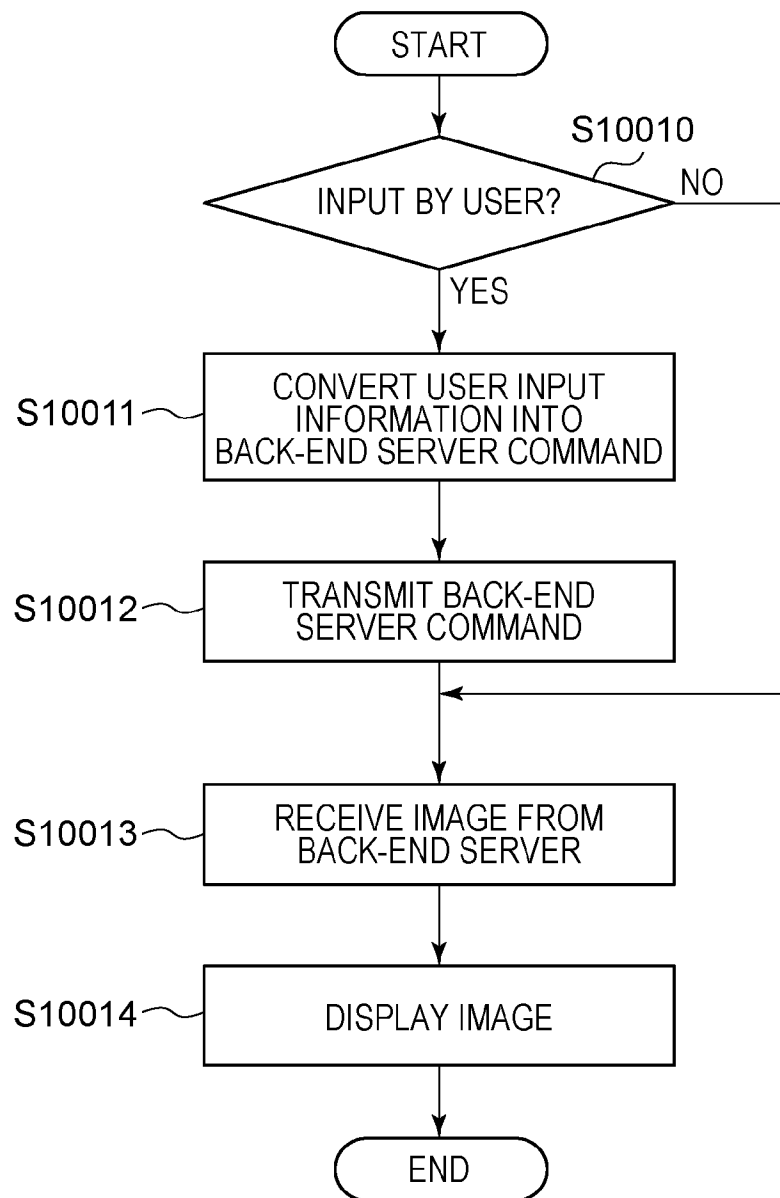 START
S10010
INPUT BY USER?
NO
YES
S10011
CONVERT USER INPUT
INFORMATION INTO
BACK-END SERVER COMMAND
S10012
TRANSMIT BACK-END
SERVER COMMAND
S10013
RECEIVE IMAGE FROM
BACK-END SERVER
S10014
DISPLAY IMAGE
END